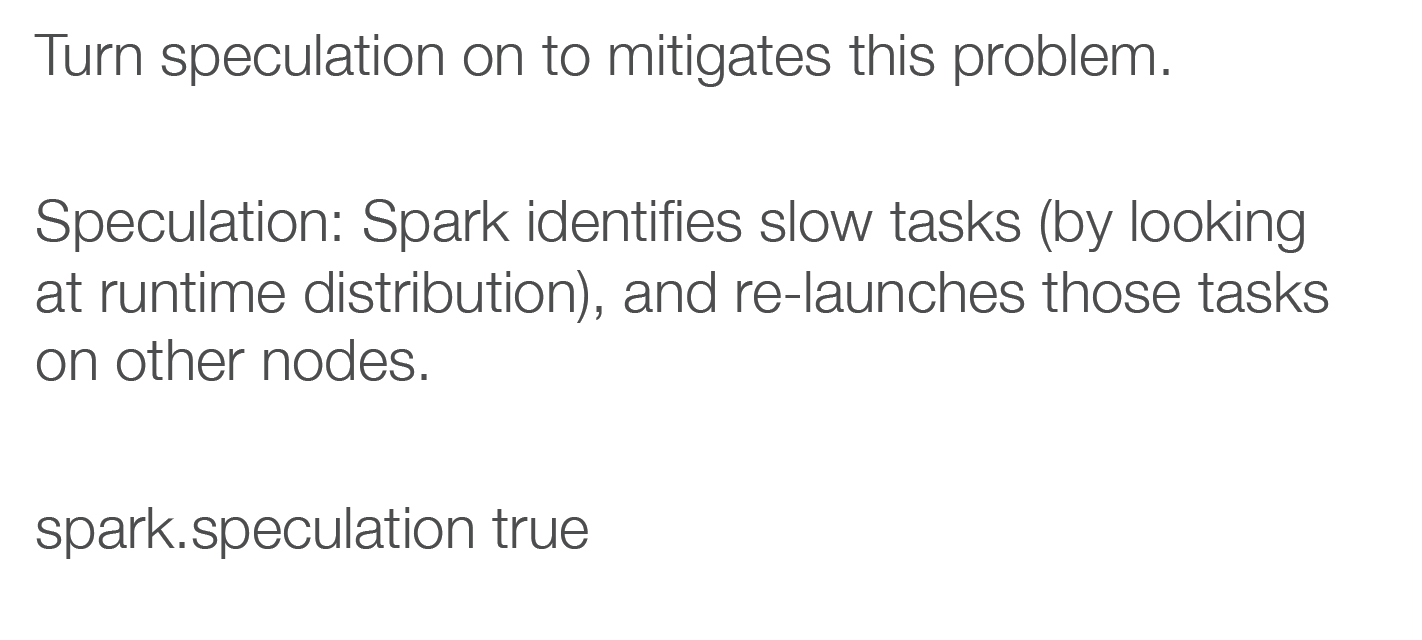 Turn speculation on to mitigates this problem.
Speculation: Spark identifies slow tasks (by looking
at runtime distribution), and re-launches those tasks
on other nodes.
spark.speculation true